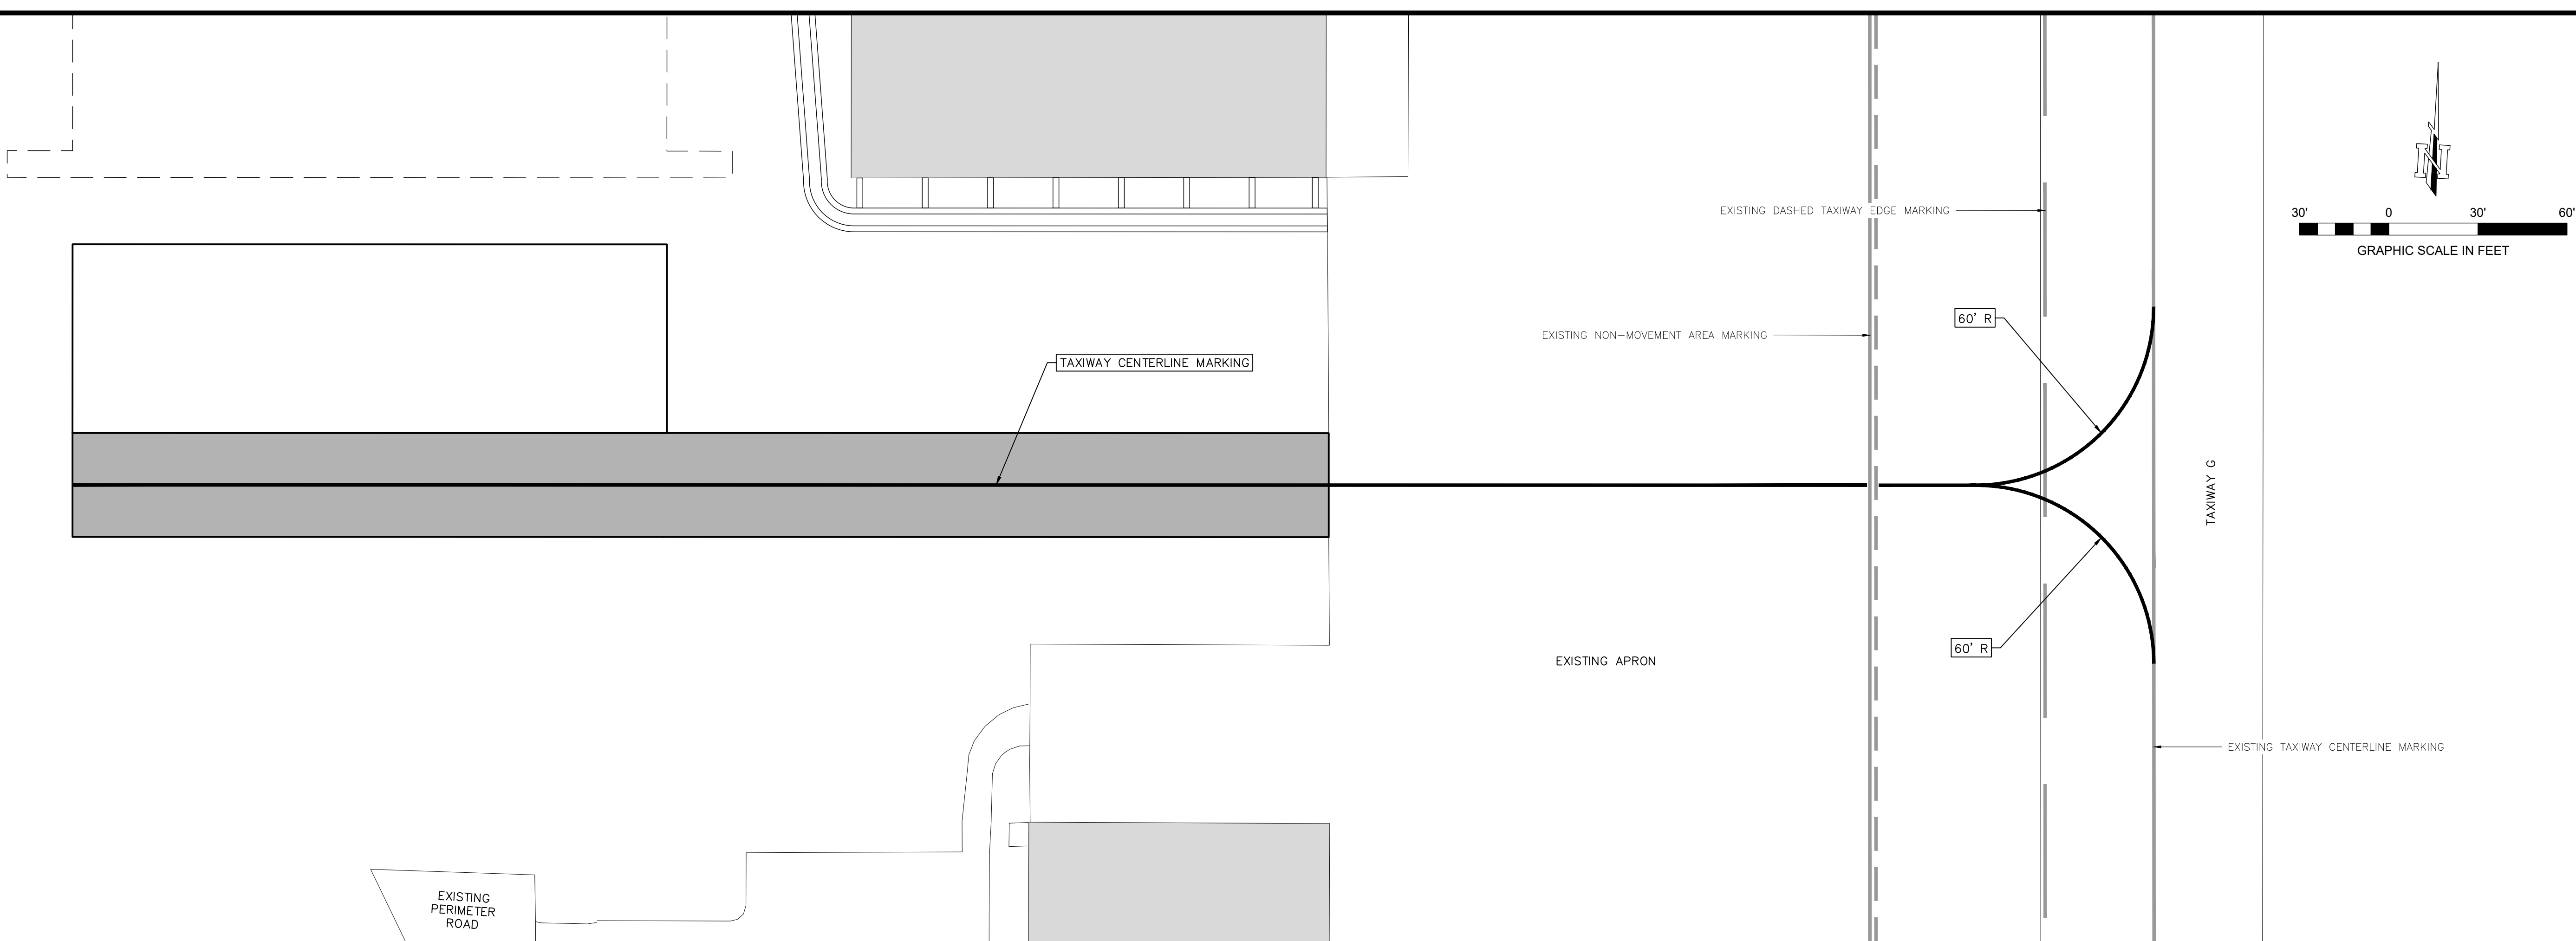 EXISTING DASHED TAXIWAY EDGE MARKING
N
30' 0 30' 60'
GRAPHIC SCALE IN FEET
60' R
EXISTING NON-MOVEMENT AREA MARKING
TAXIWAY CENTERLINE MARKING
TAXIWAY G
60' R
EXISTING APRON
EXISTING TAXIWAY CENTERLINE MARKING
EXISTING
PERIMETER
ROAD